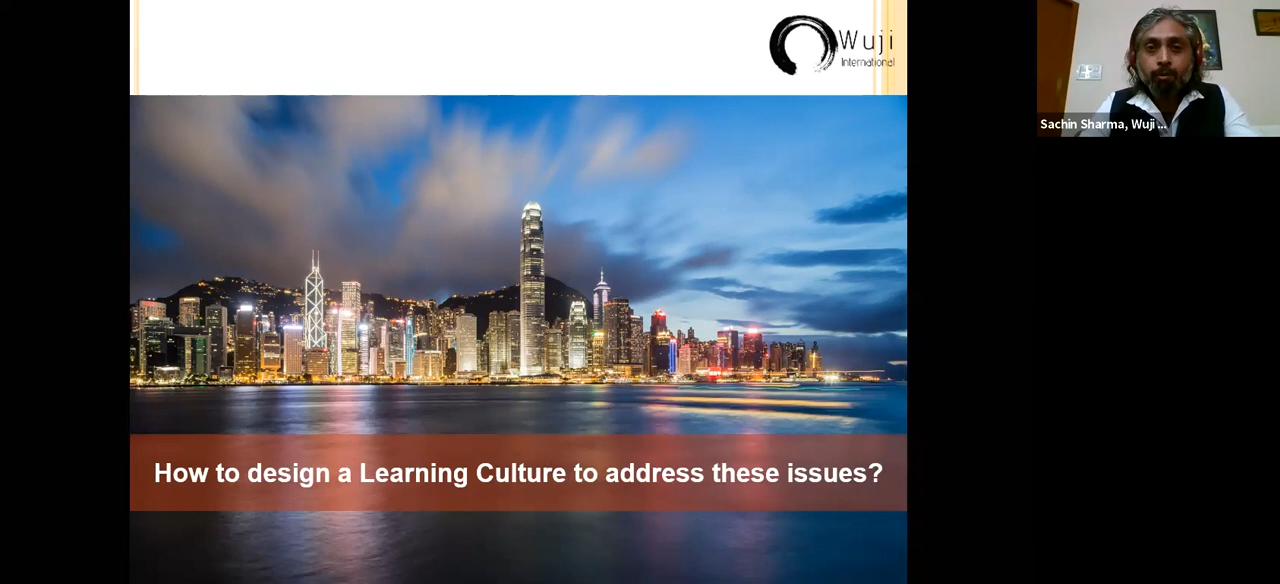 Wuji
International
Sachin Sharma, Wuji ...
How to design a Learning Culture to address these issues?